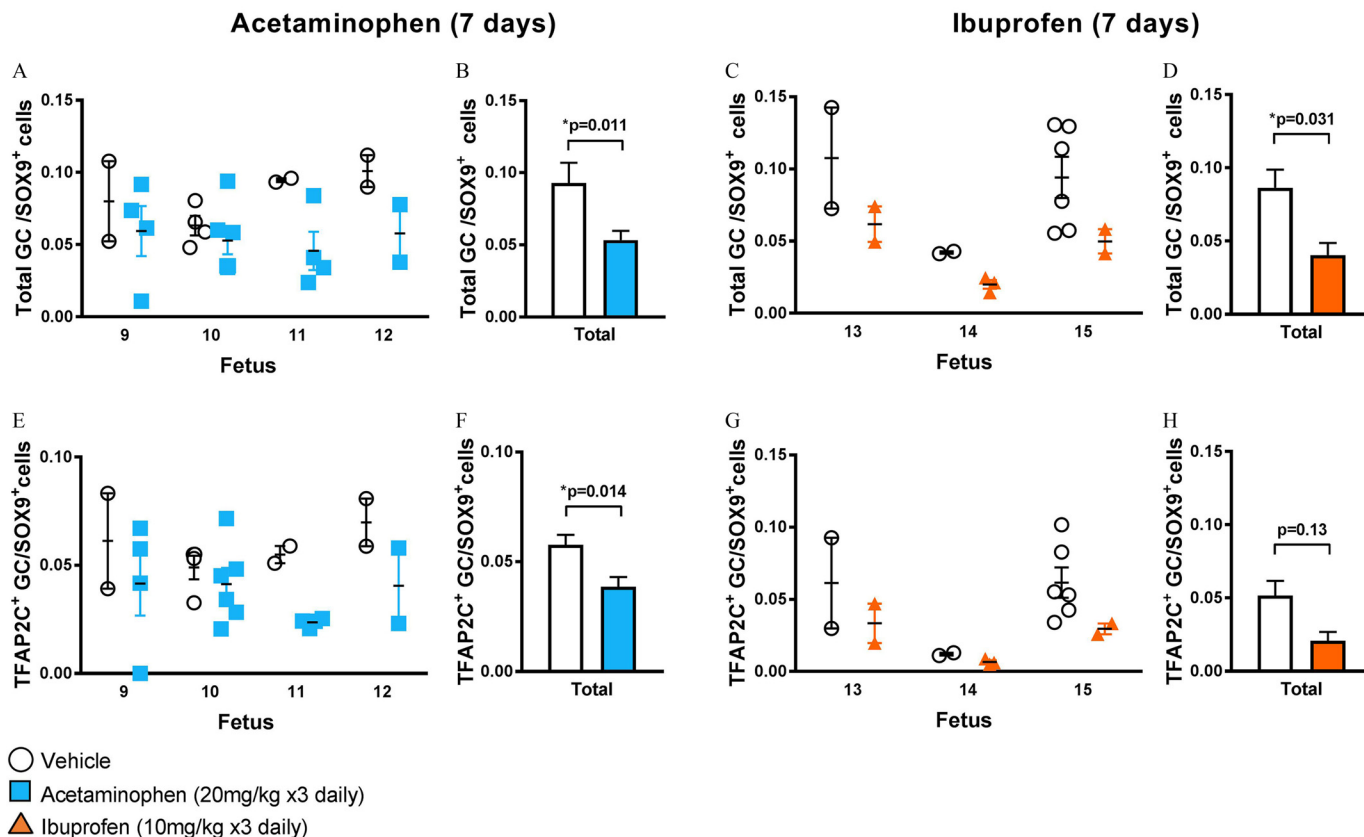 Acetaminophen (7 days)
Ibuprofen (7 days)
A
Total GC /SOX9⁺ cells
0.15
0.10
0.05
0.00
9
10
11
12
Fetus
B
Total GC /SOX9⁺ cells
0.15
0.10
0.05
0.00
*p=0.011
Total
C
Total GC /SOX9⁺ cells
0.15
0.10
0.05
0.00
13
14
15
Fetus
D
Total GC /SOX9⁺ cells
0.15
0.10
0.05
0.00
*p=0.031
Total
E
TFAP2C⁺ GC/SOX9⁺cells
0.10
0.05
0.00
9
10
11
12
Fetus
F
TFAP2C⁺ GC/SOX9⁺cells
0.10
0.05
0.00
*p=0.014
Total
G
TFAP2C⁺ GC/SOX9⁺cells
0.15
0.10
0.05
0.00
13
14
15
Fetus
H
TFAP2C⁺ GC/SOX9⁺cells
0.15
0.10
0.05
0.00
p=0.13
Total
Vehicle
Acetaminophen (20mg/kg x3 daily)
Ibuprofen (10mg/kg x3 daily)